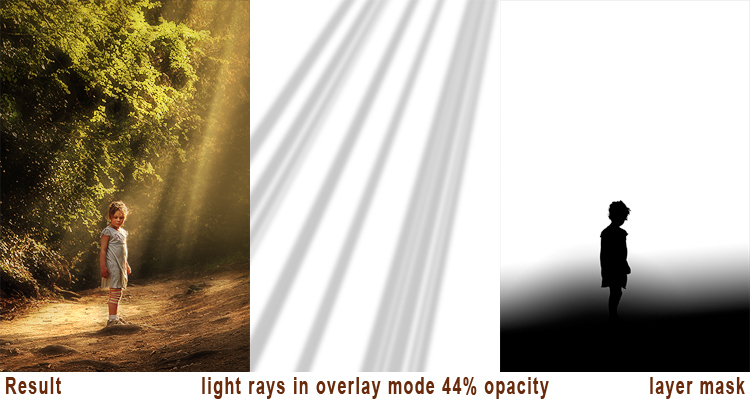 Result
light rays in overlay mode 44% opacity
layer mask